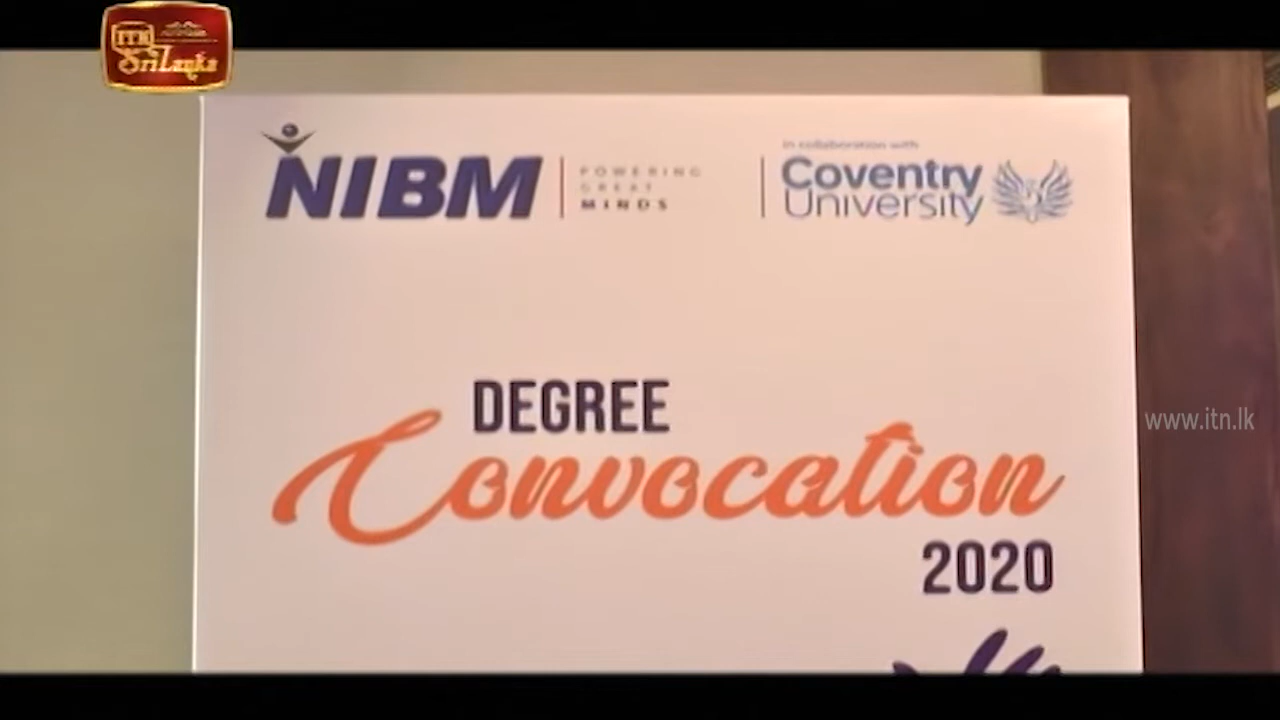 ITN
Sri Lanka
NIBM
POWERING
GREAT
MINDS
In collaboration with
Coventry
University
DEGREE
Convocation
2020
www.itn.lk